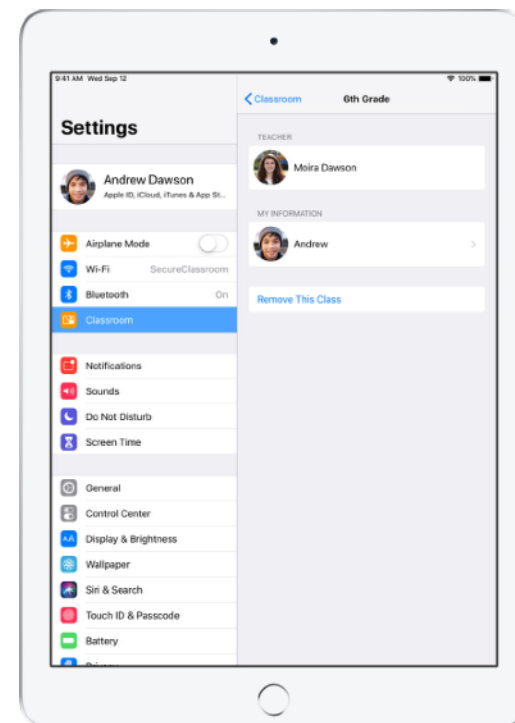 9:41 AM Wed Sep 12
100%
Settings
Andrew Dawson
Apple ID, iCloud, iTunes & App St...
Airplane Mode
Wi-Fi SecureClassroom
Bluetooth On
Classroom
Notifications
Sounds
Do Not Disturb
Screen Time
General
Control Center
AA Display & Brightness
Wallpaper
Siri & Search
Touch ID & Passcode
Battery
Classroom 6th Grade
TEACHER
Moira Dawson
MY INFORMATION
Andrew
Remove This Class